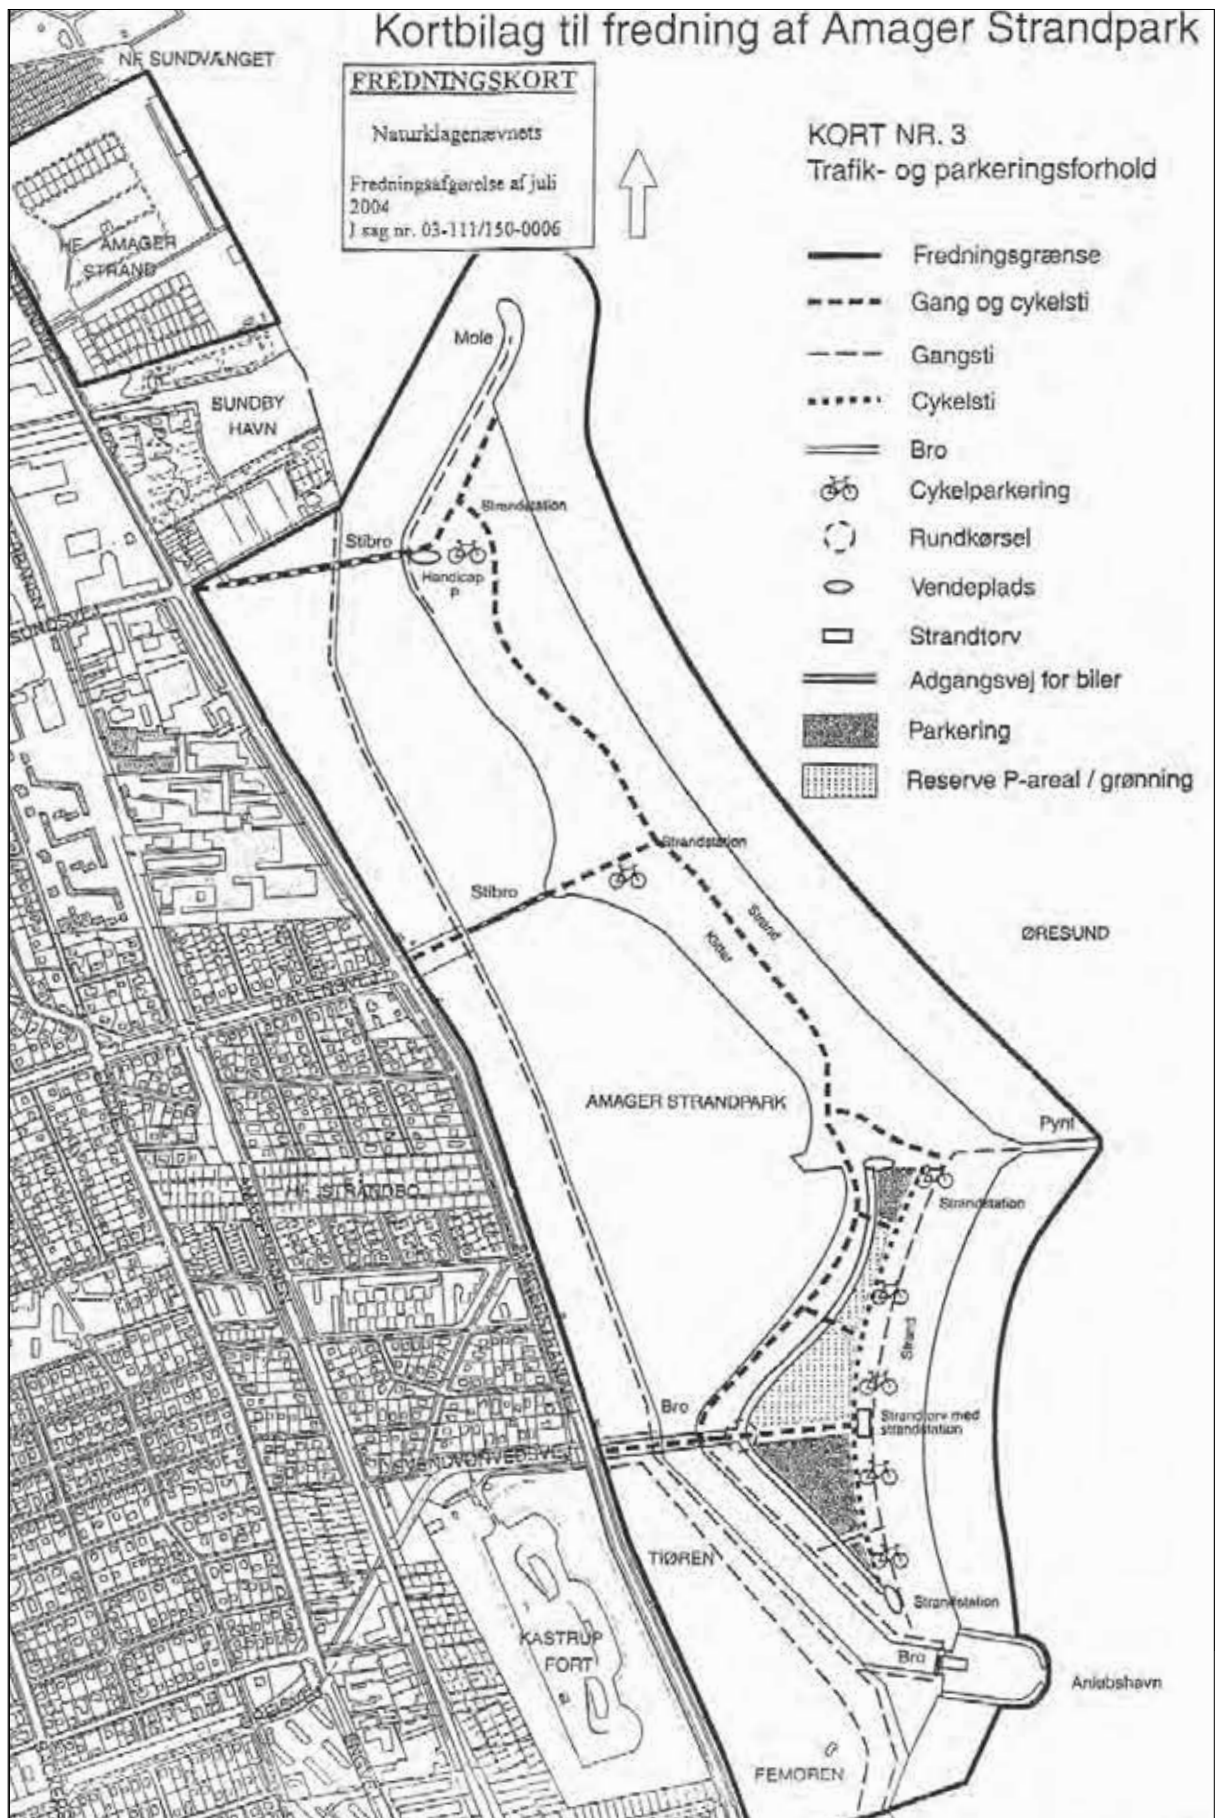 Kortbilag til fredning af Amager Strandpark
FREDNINGSKORT
Naturklagenævnets
Fredningsafgørelse af juli
2004
J sag nr. 03-111/150-0006
KORT NR. 3
Trafik- og parkeringsforhold
Fredningsgrænse
Gang og cykelsti
Gangsti
Cykelsti
Bro
Cykelparkering
Rundkørsel
Vendeplads
Strandtorv
Adgangsvej for biler
Parkering
Reserve P-areal / grønning
SUNDVÆNGET
HF. AMAGER
STRAND
SUNDBY
HAVN
Mole
Strandstation
Stibro
Handicap
P
Strandstation
Stibro
Strand
Klitter
ØRESUND
AMAGER STRANDPARK
Pynt
HF. STRANDBO
Strandstation
Strand
Bro
Strandtorv med
strandstation
TIØREN
Strandstation
KASTRUP
FORT
Bro
Anløbshavn
FEMØREN